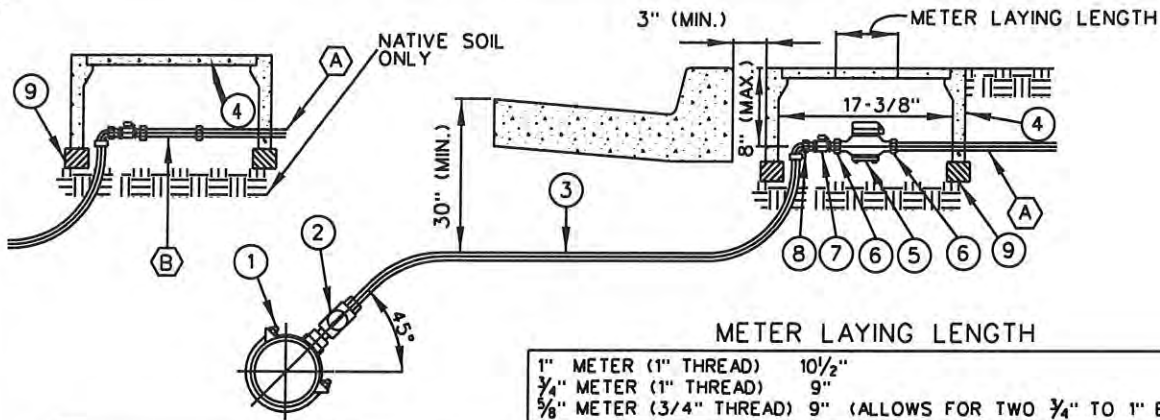 3" (MIN.)
METER LAYING LENGTH
NATIVE SOIL
ONLY
A
9
4
8" (MAX.)
17-3/8"
4
30" (MIN.)
3
B
A
1
2
8
7
6
5
6
9
45°
METER LAYING LENGTH
1" METER (1" THREAD) 10½"
¾" METER (1" THREAD) 9"
⅝" METER (3/4" THREAD) 9" (ALLOWS FOR TWO ¾" TO 1"